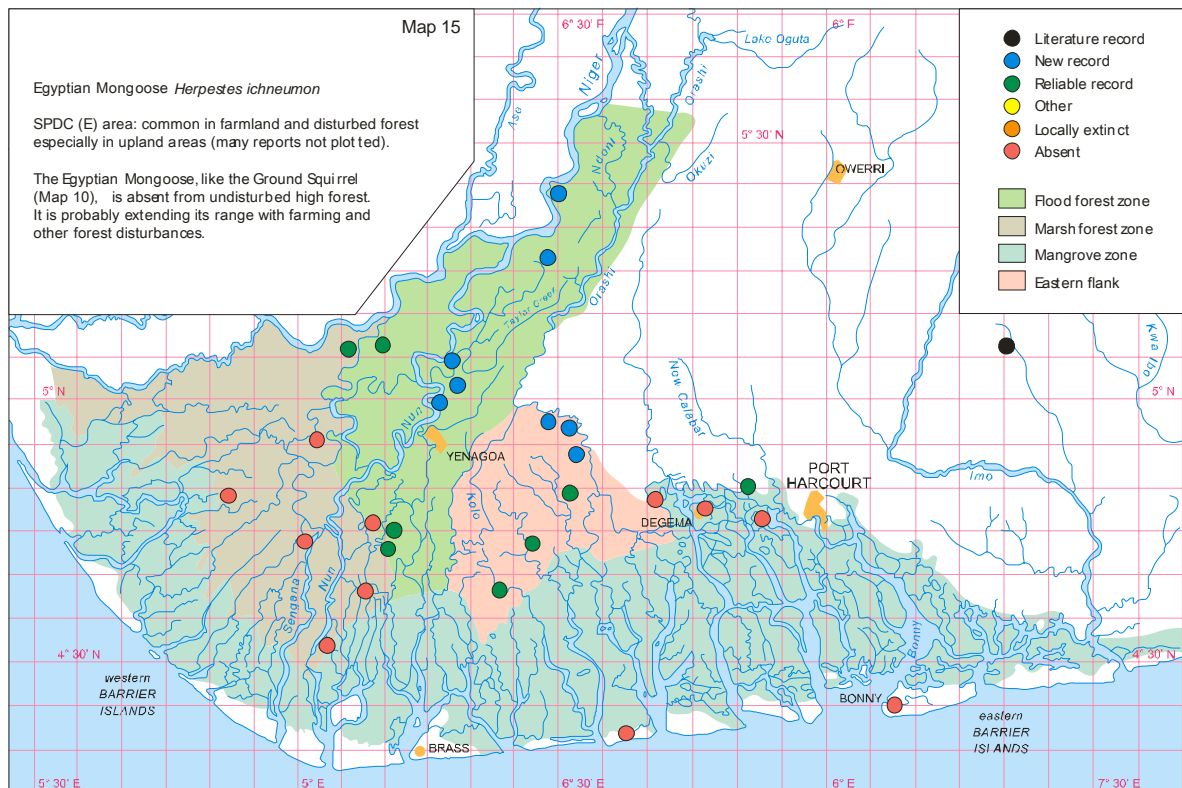 Map 15
Egyptian Mongoose Herpestes ichneumon
SPDC (E) area: common in farmland and disturbed forest
especially in upland areas (many reports not plotted).
The Egyptian Mongoose, like the Ground Squirrel
(Map 10), is absent from undisturbed high forest.
It is probably extending its range with farming and
other forest disturbances.
6° 30' E
6° E
Literature record
New record
Reliable record
Other
Locally extinct
Absent
Flood forest zone
Marsh forest zone
Mangrove zone
Eastern flank
Lake Oguta
Niger
Orashi
Ase
Ndoni
5° 30' N
Okuzi
OWERRI
Orashi
Taylor Creek
Kwa Ibo
5° N
5° N
New Calabar
Nun
YENAGOA
PORT
HARCOURT
Imo
Kolo
DEGEMA
Sengana
Nun
Bonny
4° 30' N
4° 30' N
western
BARRIER
ISLANDS
BONNY
eastern
BARRIER
ISLANDS
BRASS
5° 30' E
5° E
6° 30' E
6° E
7° 30' E